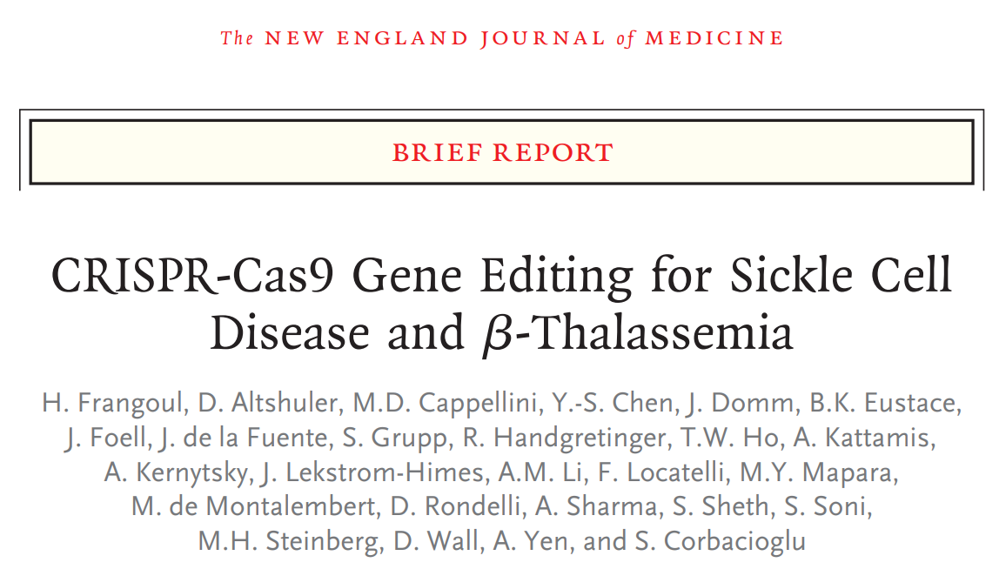 The NEW ENGLAND JOURNAL of MEDICINE
BRIEF REPORT
CRISPR-Cas9 Gene Editing for Sickle Cell
Disease and β-Thalassemia
H. Frangoul, D. Altshuler, M.D. Cappellini, Y.-S. Chen, J. Domm, B.K. Eustace,
J. Foell, J. de la Fuente, S. Grupp, R. Handgretinger, T.W. Ho, A. Kattamis,
A. Kernytsky, J. Lekstrom-Himes, A.M. Li, F. Locatelli, M.Y. Mapara,
M. de Montalembert, D. Rondelli, A. Sharma, S. Sheth, S. Soni,
M.H. Steinberg, D. Wall, A. Yen, and S. Corbacioglu